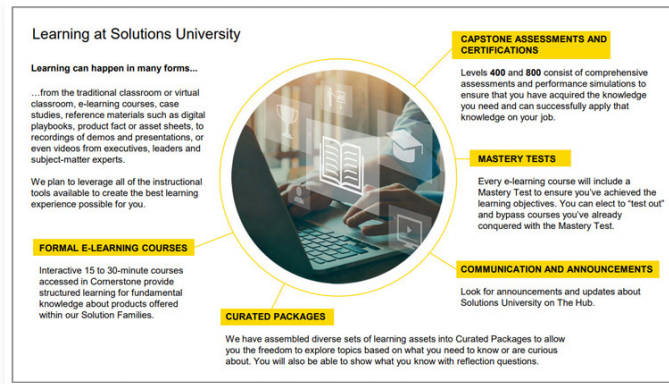 Learning at Solutions University
Learning can happen in many forms...
…from the traditional classroom or virtual
classroom, e-learning courses, case
studies, reference materials such as digital
playbooks, product fact or asset sheets, to
recordings of demos and presentations, or
even videos from executives, leaders and
subject-matter experts.
We plan to leverage all of the instructional
tools available to create the best learning
experience possible for you.
FORMAL E-LEARNING COURSES
Interactive 15 to 30-minute courses
accessed in Cornerstone provide
structured learning for fundamental
knowledge about products offered
within our Solution Families.
CURATED PACKAGES
We have assembled diverse sets of learning assets into Curated Packages to allow
you the freedom to explore topics based on what you need to know or are curious
about. You will also be able to show what you know with reflection questions.
CAPSTONE ASSESSMENTS AND
CERTIFICATIONS
Levels 400 and 800 consist of comprehensive
assessments and performance simulations to
ensure that you have acquired the knowledge
you need and can successfully apply that
knowledge on your job.
MASTERY TESTS
Every e-learning course will include a
Mastery Test to ensure you’ve achieved the
learning objectives. You can elect to “test out”
and bypass courses you’ve already
conquered with the Mastery Test.
COMMUNICATION AND ANNOUNCEMENTS
Look for announcements and updates about
Solutions University on The Hub.